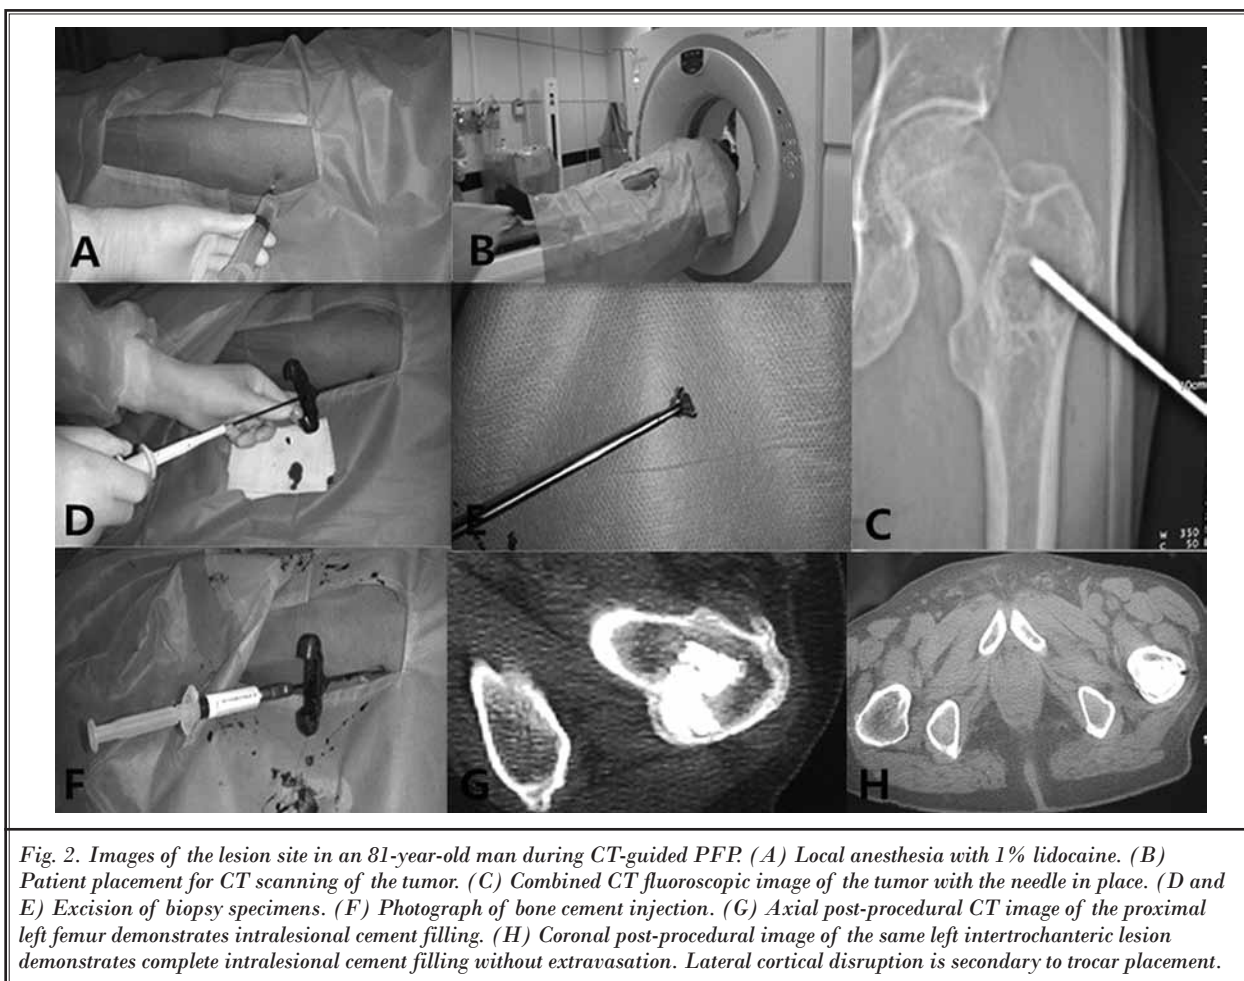 A
B
C
10cm
W 350
C 50
D
E
F
G
H
Fig. 2. Images of the lesion site in an 81-year-old man during CT-guided PFP. (A) Local anesthesia with 1% lidocaine. (B)
Patient placement for CT scanning of the tumor. (C) Combined CT fluoroscopic image of the tumor with the needle in place. (D and
E) Excision of biopsy specimens. (F) Photograph of bone cement injection. (G) Axial post-procedural CT image of the proximal
left femur demonstrates intralesional cement filling. (H) Coronal post-procedural image of the same left intertrochanteric lesion
demonstrates complete intralesional cement filling without extravasation. Lateral cortical disruption is secondary to trocar placement.